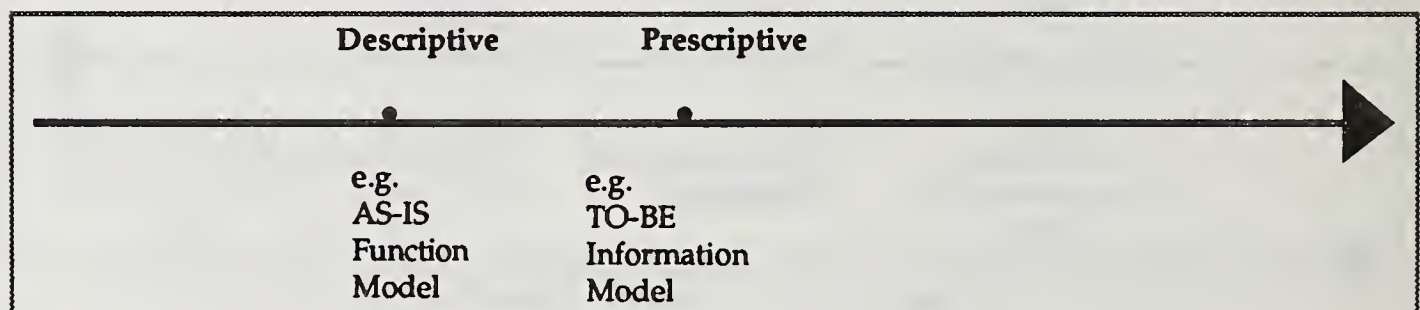 Descriptive Prescriptive
e.g.
AS-IS
Function
Model
e.g.
TO-BE
Information
Model